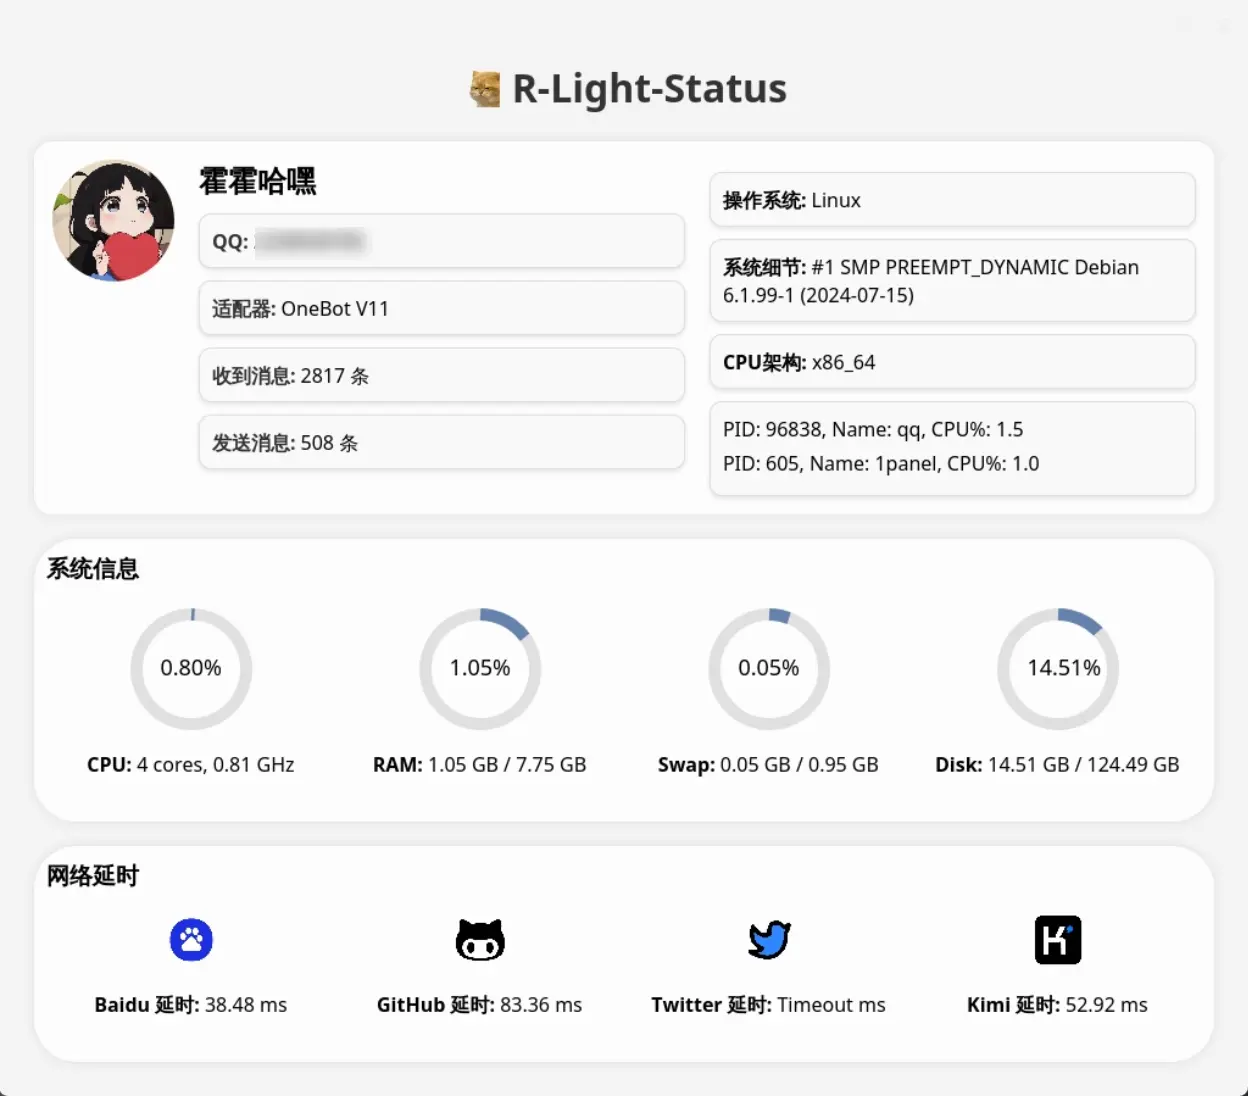 R-Light-Status
霍霍哈嘿
QQ:
适配器: OneBot V11
收到消息: 2817 条
发送消息: 508 条
操作系统: Linux
系统细节: #1 SMP PREEMPT_DYNAMIC Debian
6.1.99-1 (2024-07-15)
CPU架构: x86_64
PID: 96838, Name: qq, CPU%: 1.5
PID: 605, Name: 1panel, CPU%: 1.0
系统信息
0.80%
1.05%
0.05%
14.51%
CPU: 4 cores, 0.81 GHz
RAM: 1.05 GB / 7.75 GB
Swap: 0.05 GB / 0.95 GB
Disk: 14.51 GB / 124.49 GB
网络延时
Baidu 延时: 38.48 ms
GitHub 延时: 83.36 ms
Twitter 延时: Timeout ms
Kimi 延时: 52.92 ms